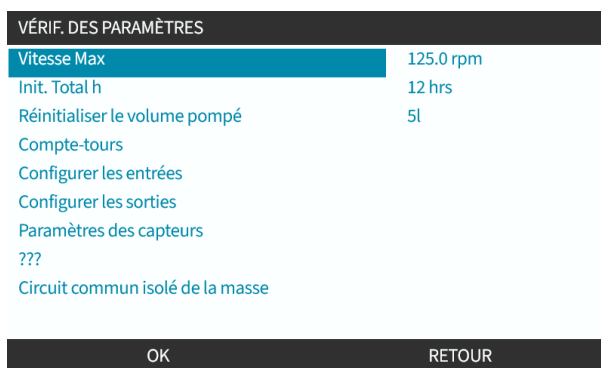 VÉRIF. DES PARAMÈTRES
Vitesse Max 125.0 rpm
Init. Total h 12 hrs
Réinitialiser le volume pompé 5l
Compte-tours
Configurer les entrées
Configurer les sorties
Paramètres des capteurs
???
Circuit commun isolé de la masse
OK RETOUR